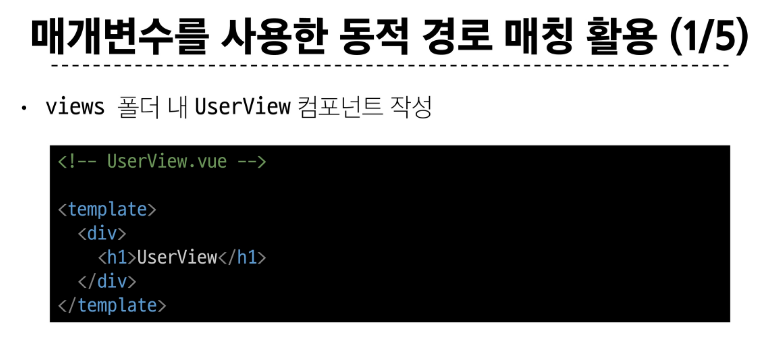 매개변수를 사용한 동적 경로 매칭 활용 (1/5)
• views 폴더 내 UserView 컴포넌트 작성
<!-- UserView.vue -->
<template>
  <div>
    <h1>UserView</h1>
  </div>
</template>